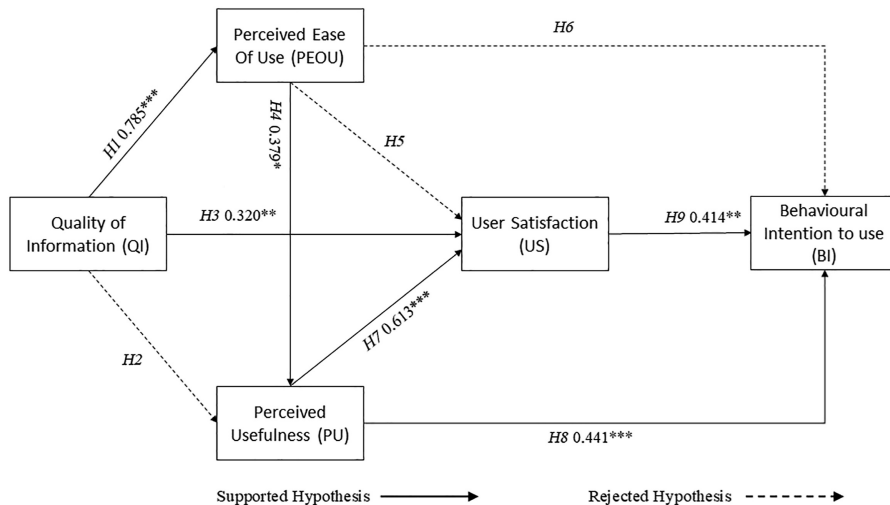 Perceived Ease
Of Use (PEOU)
H6
H1 0.785***
H4 0.379*
H5
Quality of
Information (QI)
H3 0.320**
User Satisfaction
(US)
H9 0.414**
Behavioural
Intention to use
(BI)
H2
H7 0.613***
Perceived
Usefulness (PU)
H8 0.441***
Supported Hypothesis
Rejected Hypothesis